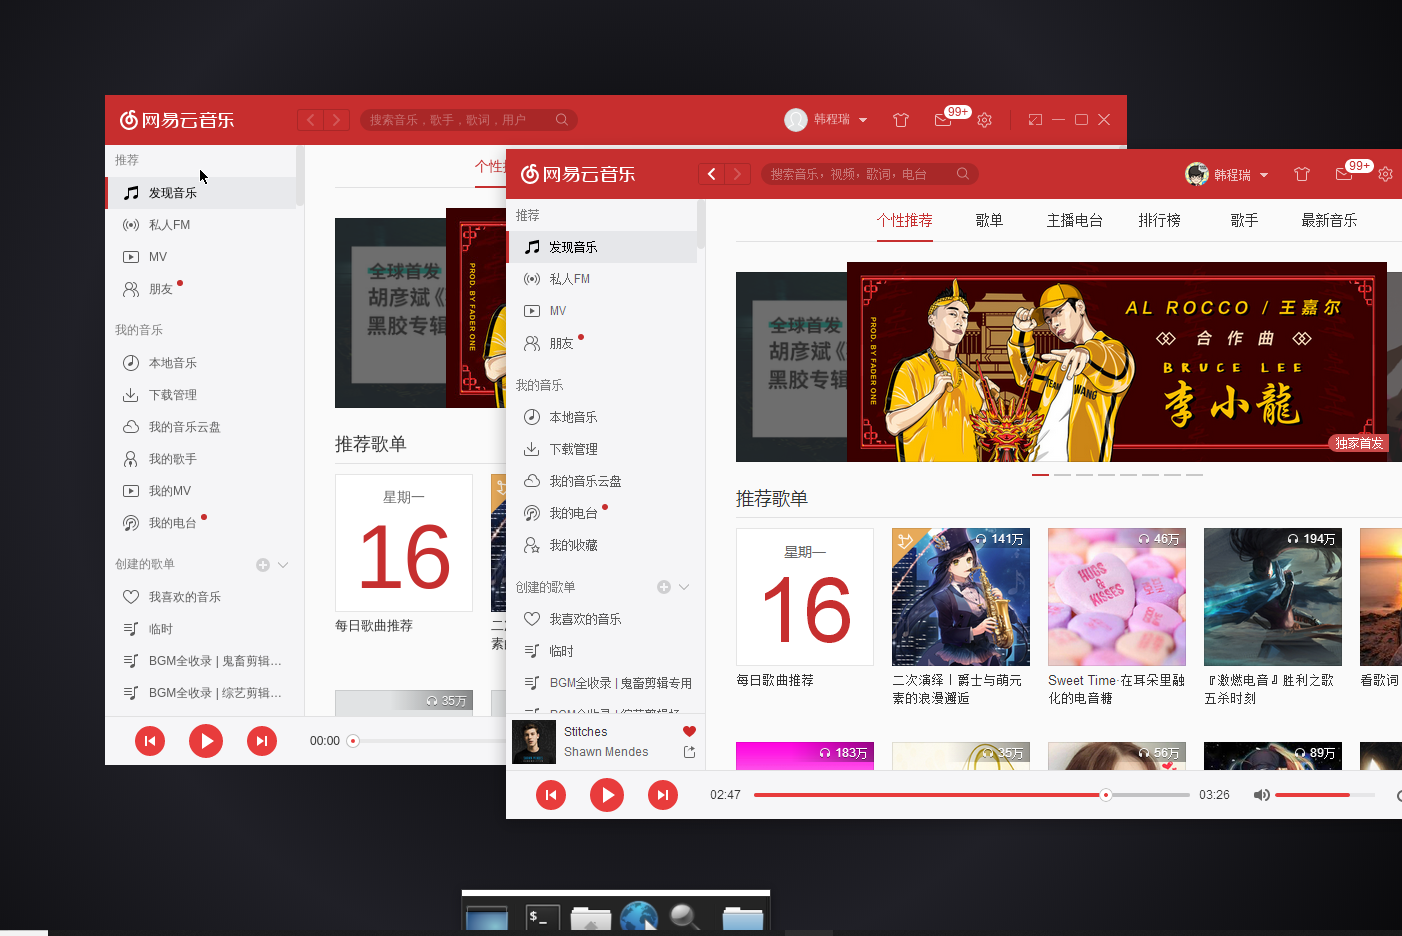 网易云音乐
搜索音乐，歌手，歌词，用户
韩程瑞
99+
推荐
发现音乐
私人FM
MV
朋友
我的音乐
本地音乐
下载管理
我的音乐云盘
我的歌手
我的MV
我的电台
创建的歌单
我喜欢的音乐
临时
BGM全收录 | 鬼畜剪辑...
BGM全收录 | 综艺剪辑...
个性
全球首发
胡彦斌《
黑胶专辑
PROD. BY FADER ONE
推荐歌单
星期一
16
每日歌曲推荐
35万
00:00
网易云音乐
搜索音乐，视频，歌词，电台
韩程瑞
99+
推荐
发现音乐
私人FM
MV
朋友
我的音乐
本地音乐
下载管理
我的音乐云盘
我的电台
我的收藏
创建的歌单
我喜欢的音乐
临时
BGM全收录 | 鬼畜剪辑专用
Stitches
Shawn Mendes
个性推荐 歌单 主播电台 排行榜 歌手 最新音乐
全球首发
胡彦斌《
黑胶专辑
PROD. BY FADER ONE
AL ROCCO / 王嘉尔
合作曲
BRUCE LEE
李小龍
TEAM WANG
独家首发
推荐歌单
星期一
16
141万
HUGS & KISSES
46万
194万
每日歌曲推荐
二次演绎丨爵士与萌元
素的浪漫邂逅
Sweet Time·在耳朵里融
化的电音糖
『激燃电音』胜利之歌
五杀时刻
看歌词
183万
35万
56万
89万
02:47
03:26
$_